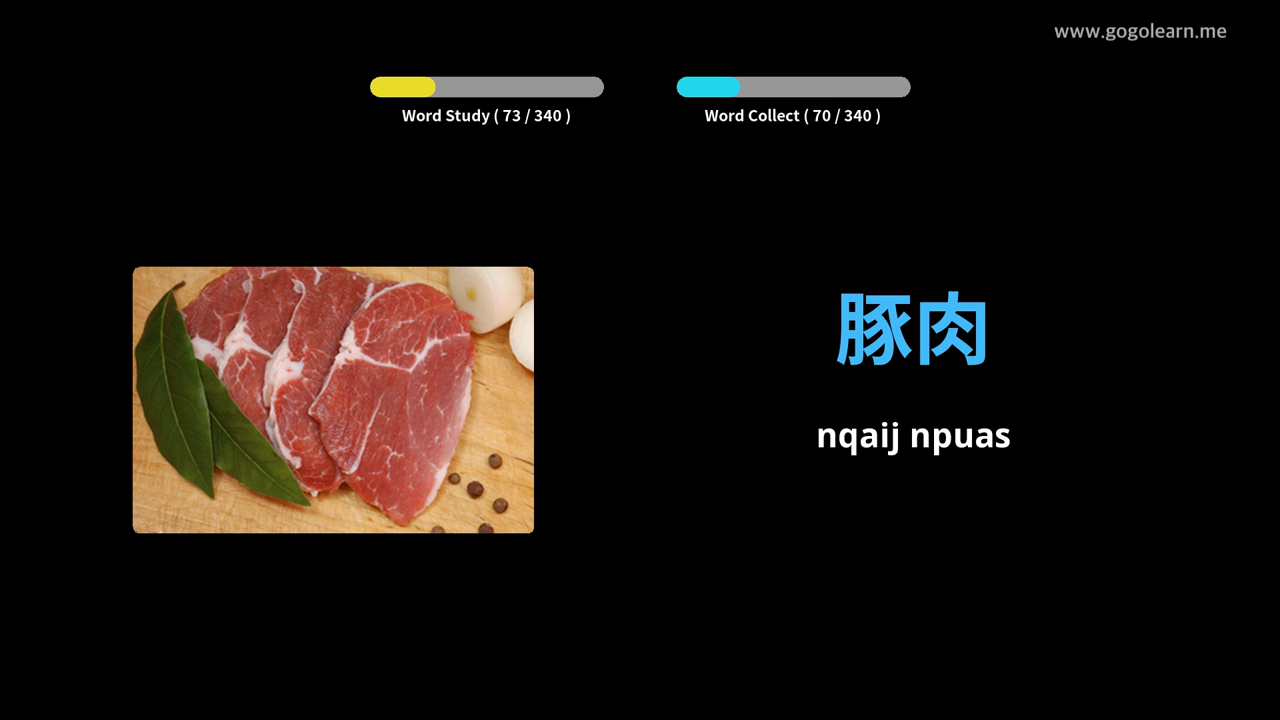 www.gogolearn.me
Word Study ( 73 / 340 )
Word Collect ( 70 / 340 )
豚肉
nqaij npuas